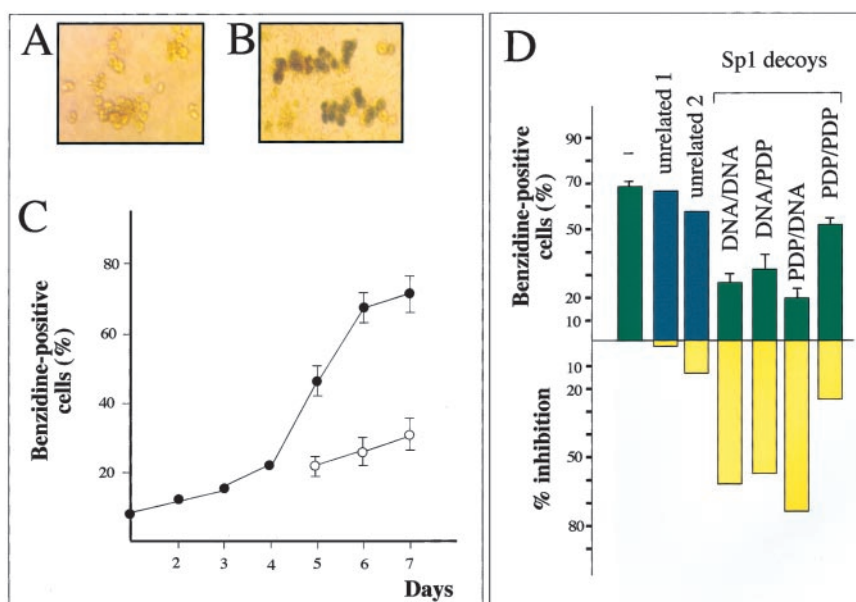 A
B
C
Benzidine-positive
cells (%)
80
60
40
20
2 3 4 5 6 7
Days
D
Sp1 decoys
–
unrelated 1
unrelated 2
DNA/DNA
DNA/PDP
PDP/DNA
PDP/PDP
Benzidine-positive
cells (%)
90
70
50
20
10
% inhibition
10
20
50
80